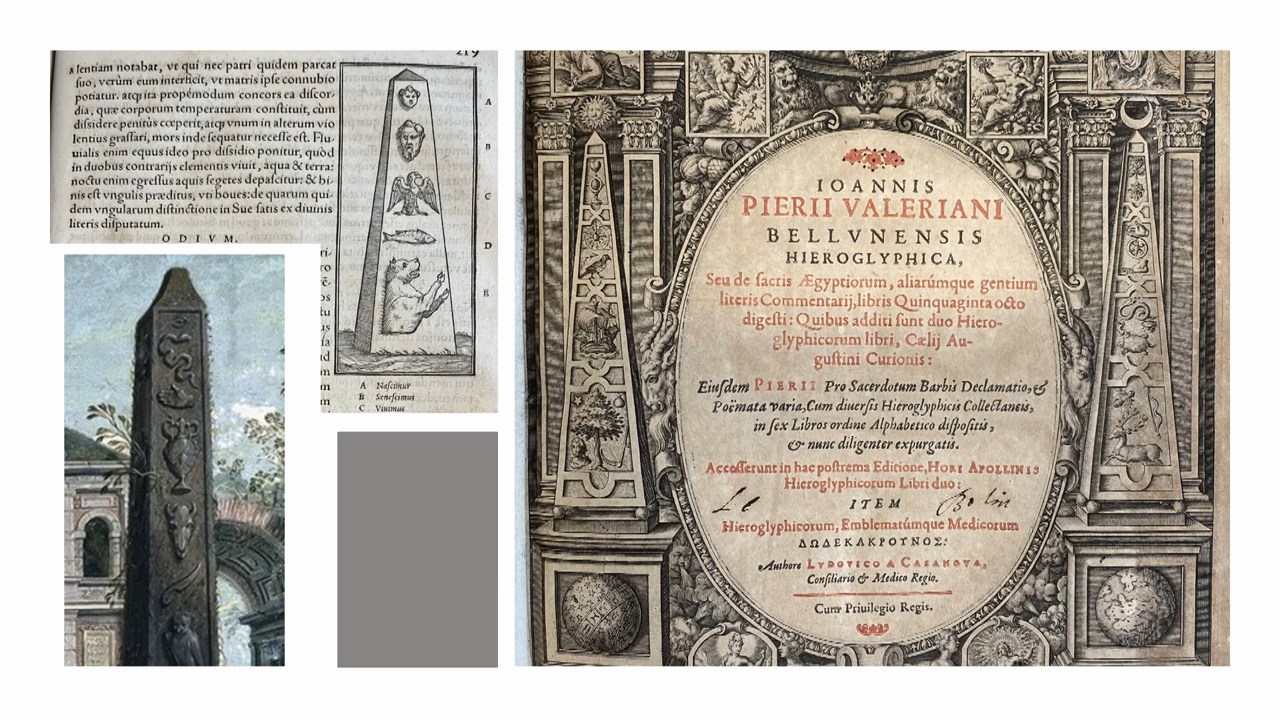 219
lentiam notabat, vt qui nec patri quidem parcat
suo, verùm eum interficit, vt matris ipse connubio
potiatur. atq́ ita propémodum concors ea discor-
dia, quæ corporum temperaturam constituit, cùm
dissidere penitùs cœperit, atq́ vnum in alterum vio
lentius grassari, mors inde sequatur necesse est. Flu-
uialis enim equus ideo pro dissidio ponitur, quòd
in duobus contrarijs elementis viuit, aqua & terra:
noctu enim egressus aquis segetes depascitur: & bi-
nis est vngulis præditus, vti boues: de quarum qui-
dem vngularum distinctione in Sue satis ex diuinis
literis disputatum.
ODIVM.
A
B
C
D
E
A Nascimur
B Senescimus
C Viuimus
IOANNIS
PIERII VALERIANI
BELLVNENSIS
HIEROGLYPHICA,
Seu de sacris Ægyptiorum, aliarúmque gentium
literis Commentarij, libris Quinquaginta octo
digesti: Quibus additi sunt duo Hiero-
glyphicorum libri, Cælij Au-
gustini Curionis:
Eiusdem PIERII Pro Sacerdotum Barbis Declamatio, &
Poëmata varia, Cum diuersis Hieroglyphicis Collectaneis,
in sex Libros ordine Alphabetico dispositis,
& nunc diligenter expurgatis.
Accesserunt in hac postrema Editione, HORI APOLLINIS
Hieroglyphicorum Libri duo:
ITEM
Hieroglyphicorum, Emblematúmque Medicorum
ΔΩΔΕΚΑΚΡΟΥΝΟΣ.
Authore LVDOVICO A CASANOVA,
Consiliario & Medico Regio.
Cum Priuilegio Regis.